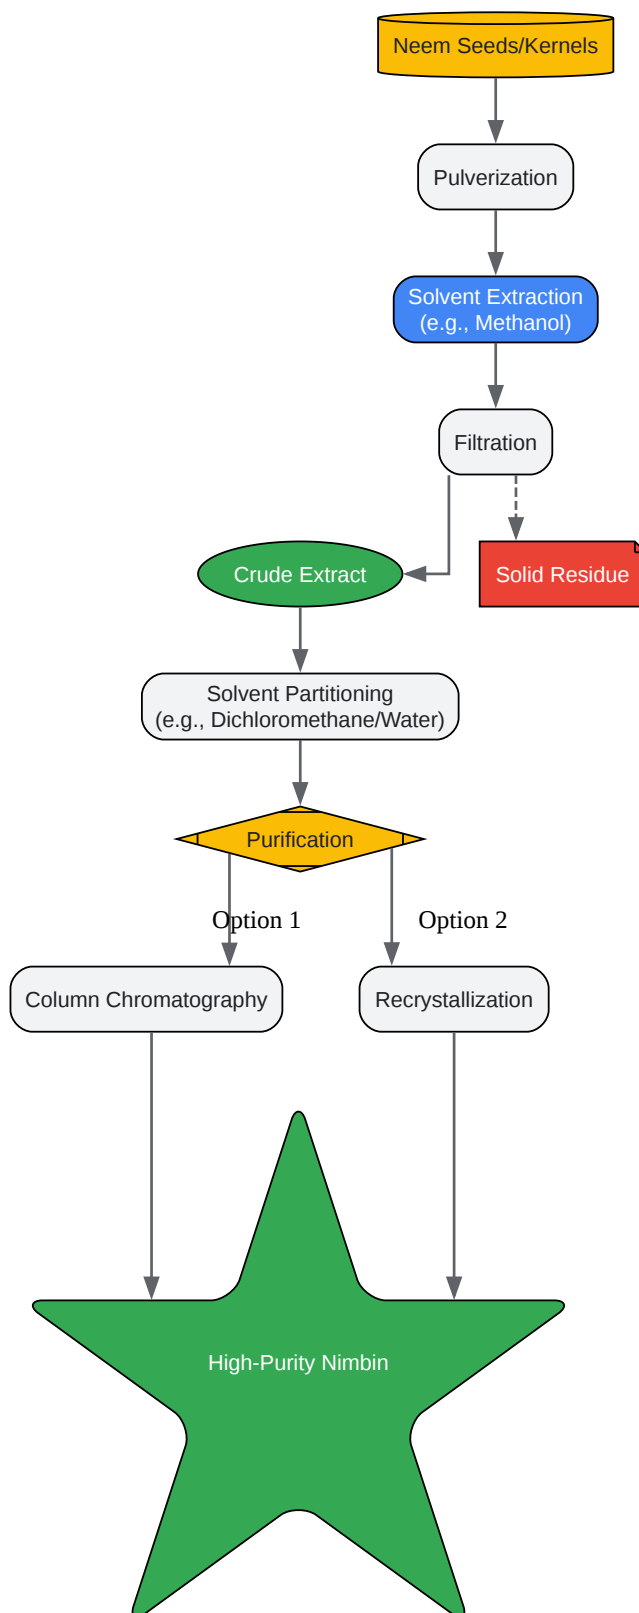 Neem Seeds/Kernels
Pulverization
Solvent Extraction
(e.g., Methanol)
Filtration
Crude Extract
Solid Residue
Solvent Partitioning
(e.g., Dichloromethane/Water)
Purification
Option 1
Option 2
Column Chromatography
Recrystallization
High-Purity Nimbin